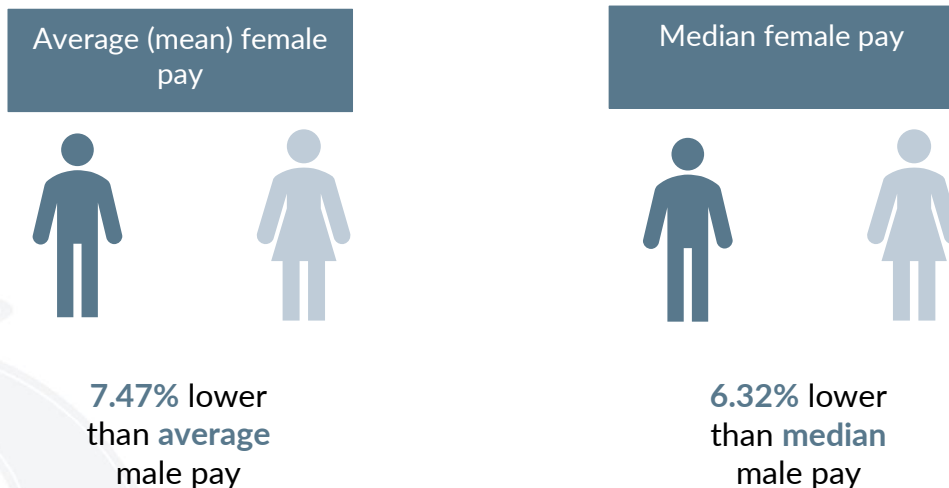 Average (mean) female
pay
7.47% lower
than average
male pay
Median female pay
6.32% lower
than median
male pay